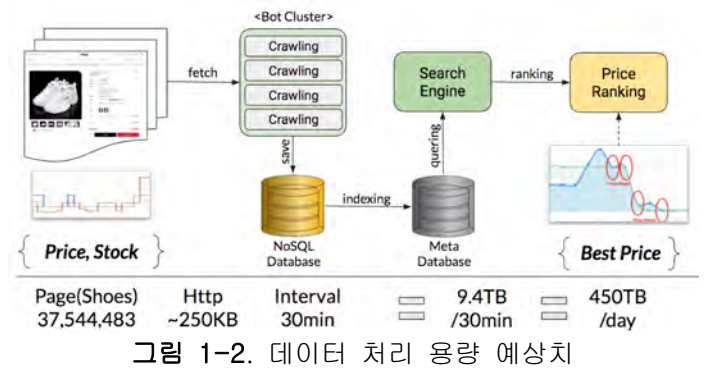 <Bot Cluster>
Crawling
Crawling
Crawling
Crawling
fetch
save
NoSQL
Database
indexing
Meta
Database
quering
Search
Engine
ranking
Price
Ranking
{ Price, Stock }
{ Best Price }
Page(Shoes) Http Interval 9.4TB 450TB
37,544,483 ~250KB 30min = /30min = /day
그림 1-2. 데이터 처리 용량 예상치